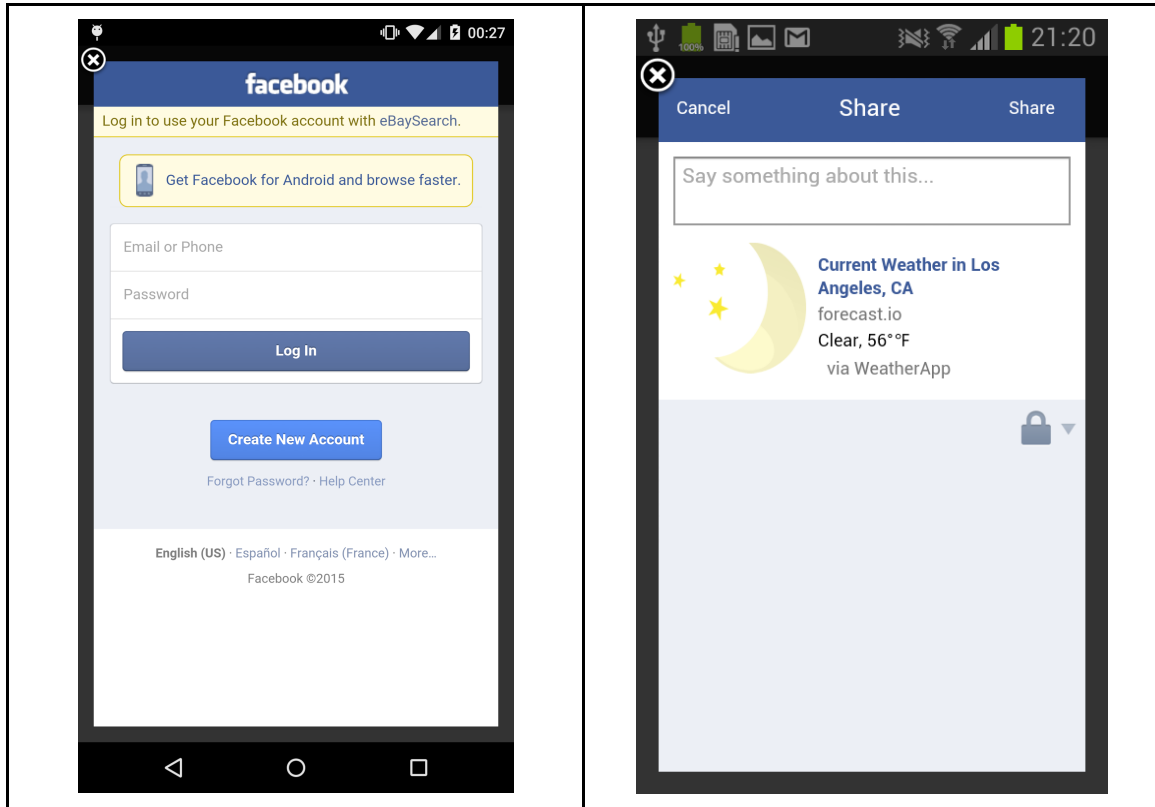 00:27
facebook
Log in to use your Facebook account with eBaySearch.
Get Facebook for Android and browse faster.
Email or Phone
Password
Log In
Create New Account
Forgot Password? · Help Center
English (US) · Español · Français (France) · More...
Facebook ©2015
100%
21:20
Cancel Share Share
Say something about this...
Current Weather in Los
Angeles, CA
forecast.io
Clear, 56°°F
via WeatherApp